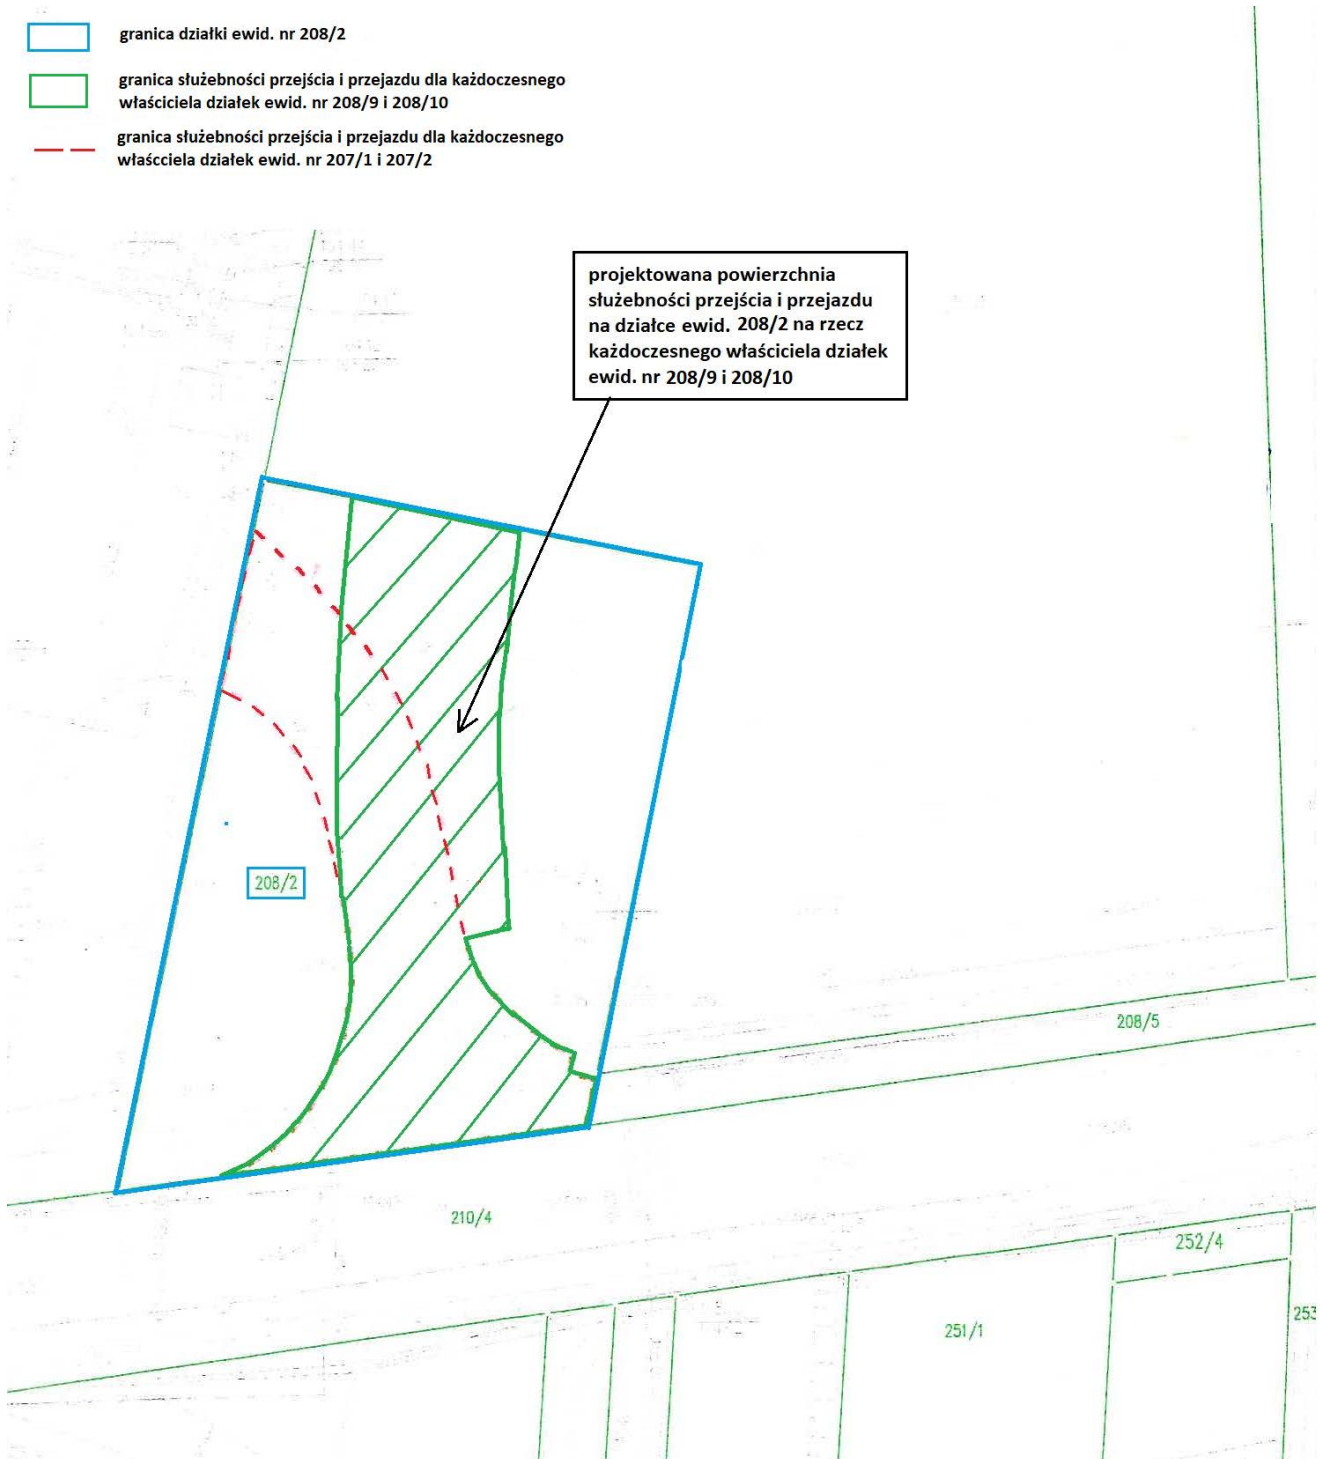 granica działki ewid. nr 208/2
granica służebności przejścia i przejazdu dla każdoczesnego
właściciela działek ewid. nr 208/9 i 208/10
granica służebności przejścia i przejazdu dla każdoczesnego
właścciela działek ewid. nr 207/1 i 207/2
projektowana powierzchnia
służebności przejścia i przejazdu
na działce ewid. 208/2 na rzecz
każdoczesnego właściciela działek
ewid. nr 208/9 i 208/10
208/2
208/5
210/4
252/4
251/1
253